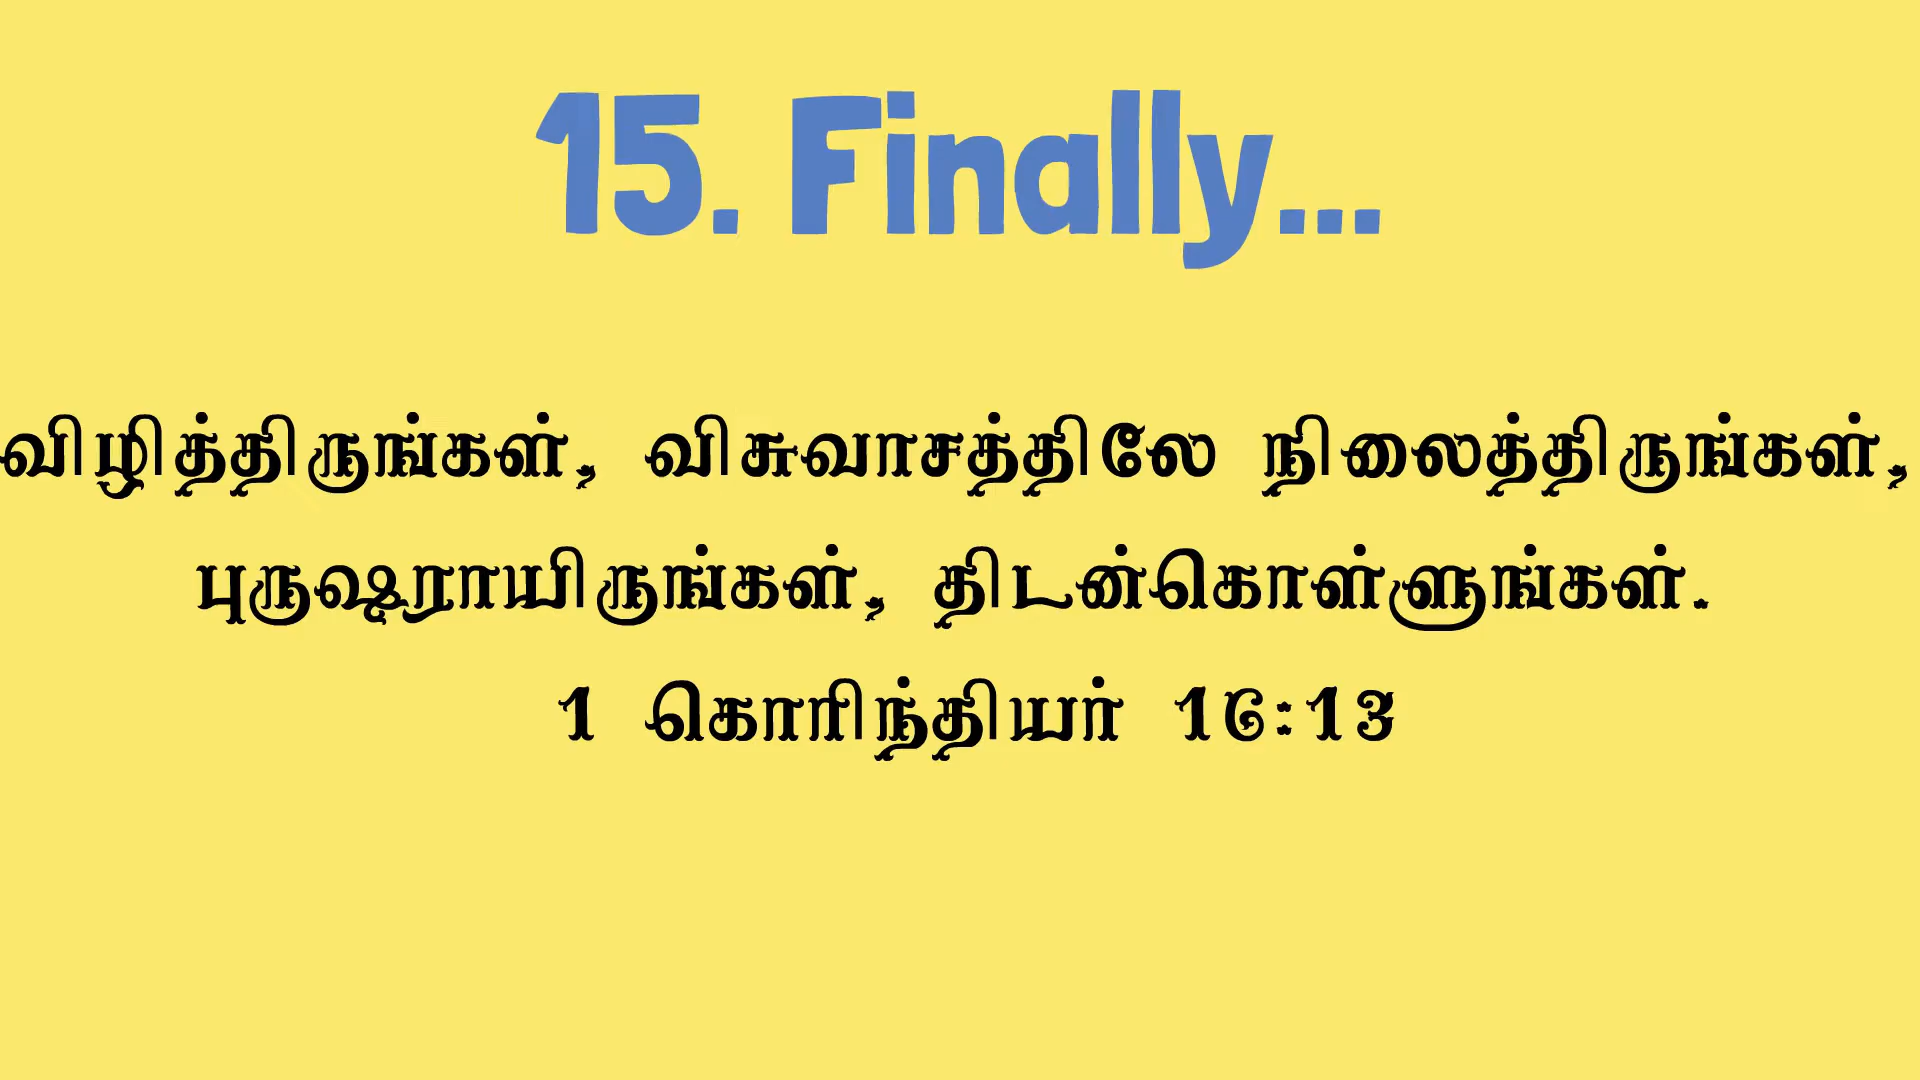 15. Finally...
விழித்திருங்கள், விசுவாசத்திலே நிலைத்திருங்கள்,
புருஷராயிருங்கள், திடன்கொள்ளுங்கள்.
1 கொரிந்தியர் 16:13